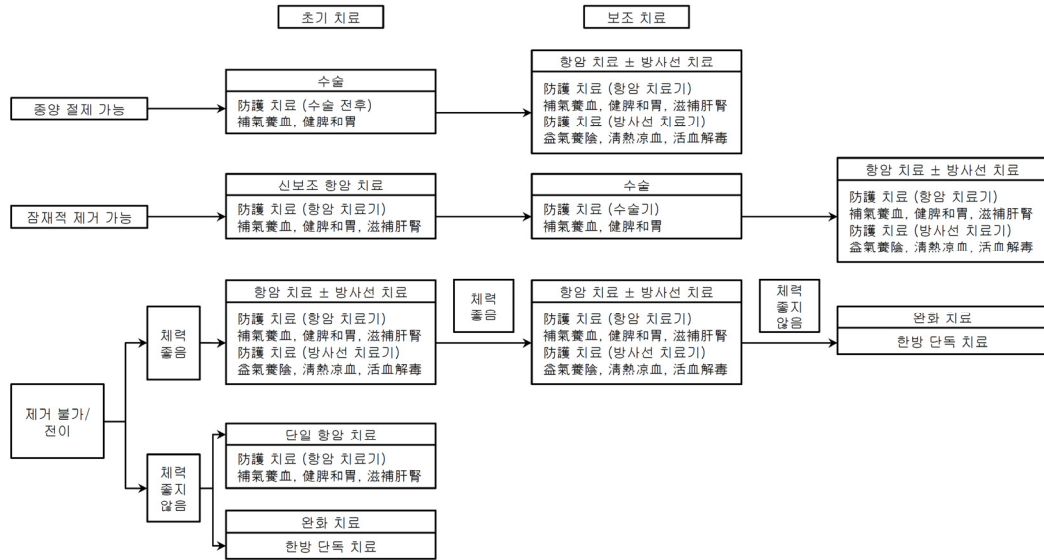 초기 치료
보조 치료
종양 절제 가능
수술
防護 치료 (수술 전후)
補氣養血, 健脾和胃
항암 치료 ± 방사선 치료
防護 치료 (항암 치료기)
補氣養血, 健脾和胃, 滋補肝腎
防護 치료 (방사선 치료기)
益氣養陰, 淸熱凉血, 活血解毒
잠재적 제거 가능
신보조 항암 치료
防護 치료 (항암 치료기)
補氣養血, 健脾和胃, 滋補肝腎
수술
防護 치료 (수술기)
補氣養血, 健脾和胃
항암 치료 ± 방사선 치료
防護 치료 (항암 치료기)
補氣養血, 健脾和胃, 滋補肝腎
防護 치료 (방사선 치료기)
益氣養陰, 淸熱凉血, 活血解毒
제거 불가/
전이
체력
좋음
항암 치료 ± 방사선 치료
防護 치료 (항암 치료기)
補氣養血, 健脾和胃, 滋補肝腎
防護 치료 (방사선 치료기)
益氣養陰, 淸熱凉血, 活血解毒
체력
좋음
항암 치료 ± 방사선 치료
防護 치료 (항암 치료기)
補氣養血, 健脾和胃, 滋補肝腎
防護 치료 (방사선 치료기)
益氣養陰, 淸熱凉血, 活血解毒
체력
좋지
않음
완화 치료
한방 단독 치료
체력
좋지
않음
단일 항암 치료
防護 치료 (항암 치료기)
補氣養血, 健脾和胃, 滋補肝腎
완화 치료
한방 단독 치료